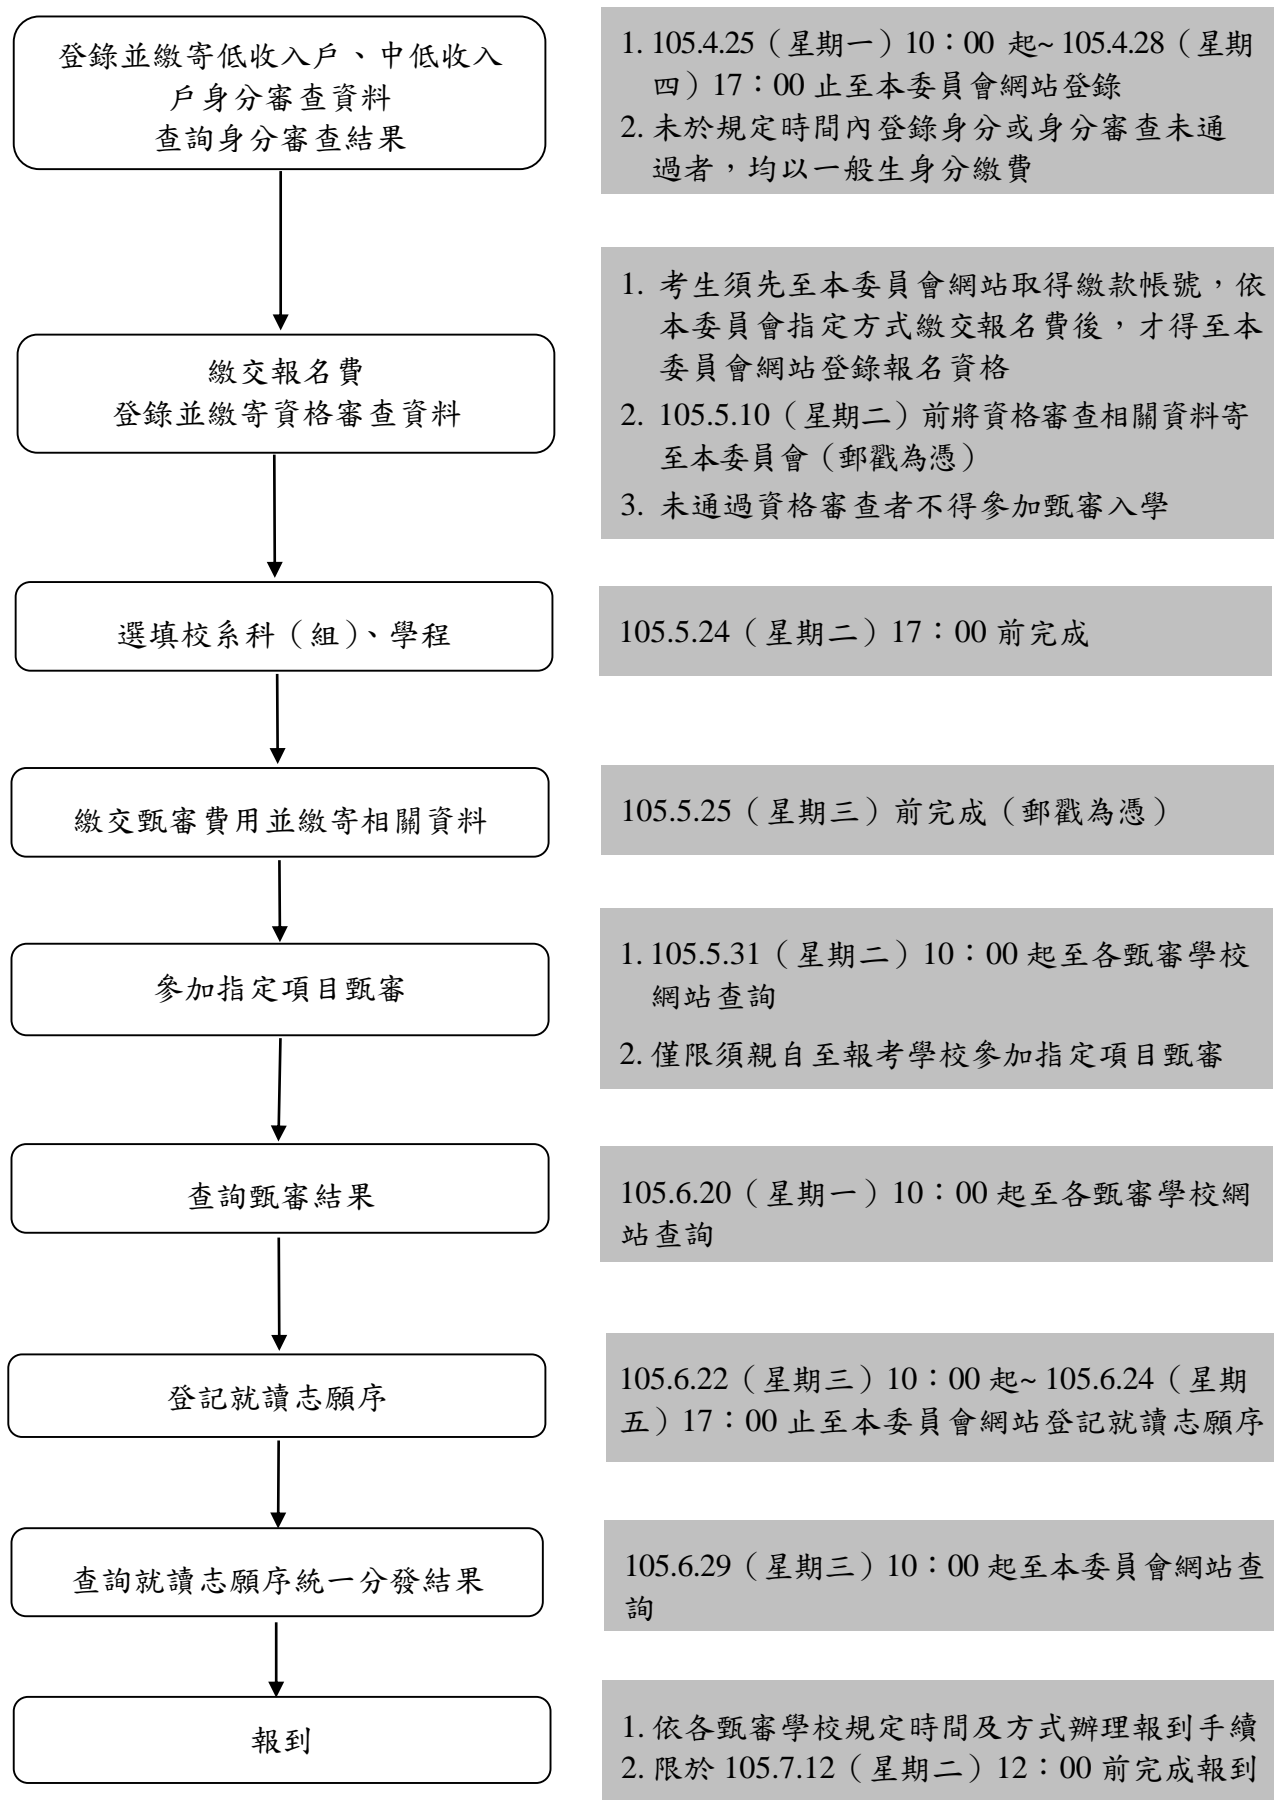 登錄並繳寄低收入戶、中低收入
戶身分審查資料
查詢身分審查結果
1. 105.4.25（星期一）10：00 起~ 105.4.28（星期
四）17：00 止至本委員會網站登錄
2. 未於規定時間內登錄身分或身分審查未通
過者，均以一般生身分繳費
繳交報名費
登錄並繳寄資格審查資料
1. 考生須先至本委員會網站取得繳款帳號，依
本委員會指定方式繳交報名費後，才得至本
委員會網站登錄報名資格
2. 105.5.10（星期二）前將資格審查相關資料寄
至本委員會（郵戳為憑）
3. 未通過資格審查者不得參加甄審入學
選填校系科（組）、學程
105.5.24（星期二）17：00 前完成
繳交甄審費用並繳寄相關資料
105.5.25（星期三）前完成（郵戳為憑）
參加指定項目甄審
1. 105.5.31（星期二）10：00 起至各甄審學校
網站查詢
2. 僅限須親自至報考學校參加指定項目甄審
查詢甄審結果
105.6.20（星期一）10：00 起至各甄審學校網
站查詢
登記就讀志願序
105.6.22（星期三）10：00 起~ 105.6.24（星期
五）17：00 止至本委員會網站登記就讀志願序
查詢就讀志願序統一分發結果
105.6.29（星期三）10：00 起至本委員會網站查
詢
報到
1. 依各甄審學校規定時間及方式辦理報到手續
2. 限於 105.7.12（星期二）12：00 前完成報到